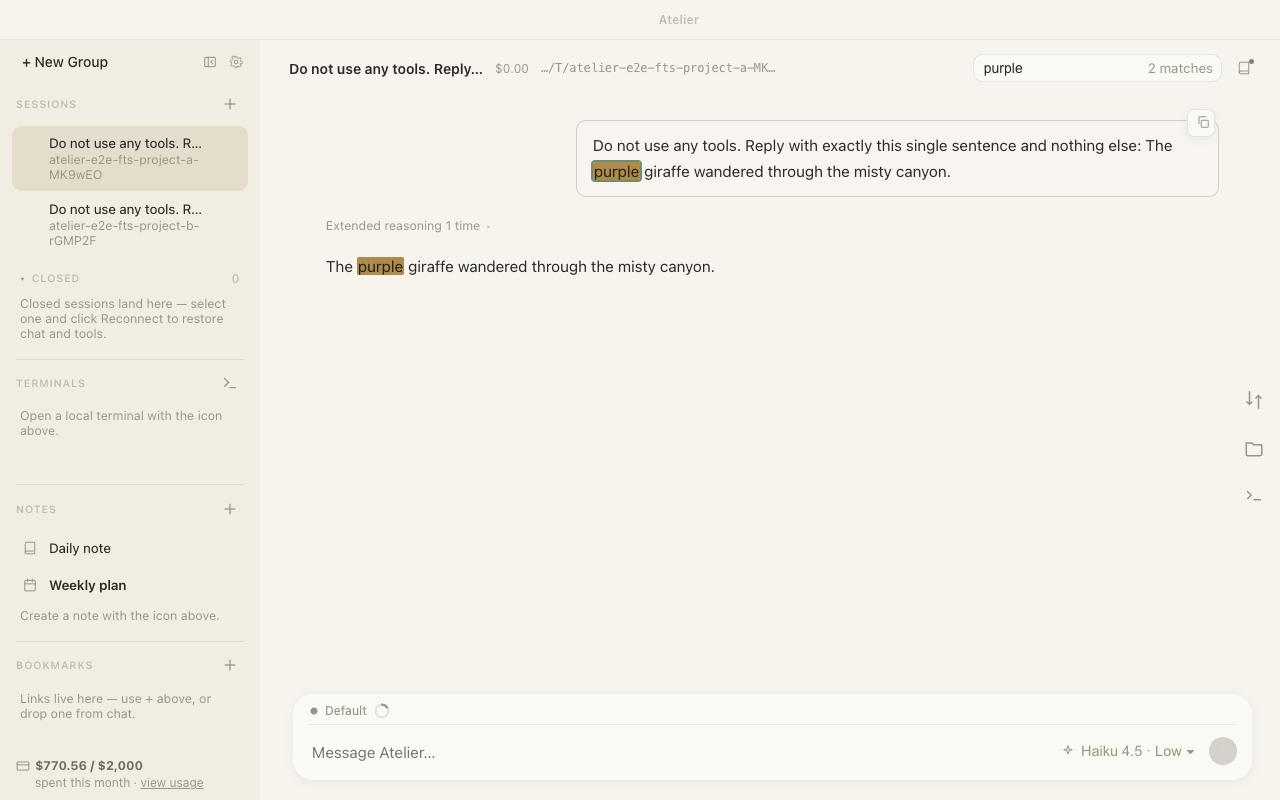 Atelier
+ New Group
SESSIONS
Do not use any tools. R...
atelier-e2e-fts-project-a-
MK9wEO
Do not use any tools. R...
atelier-e2e-fts-project-b-
rGMP2F
CLOSED
0
Closed sessions land here — select
one and click Reconnect to restore
chat and tools.
TERMINALS
Open a local terminal with the icon
above.
NOTES
Daily note
Weekly plan
Create a note with the icon above.
BOOKMARKS
Links live here — use + above, or
drop one from chat.
$770.56 / $2,000
spent this month · view usage
Do not use any tools. Reply... $0.00 …/T/atelier-e2e-fts-project-a-MK…
purple 2 matches
Do not use any tools. Reply with exactly this single sentence and nothing else: The
purple giraffe wandered through the misty canyon.
Extended reasoning 1 time
The purple giraffe wandered through the misty canyon.
Default
Message Atelier...
Haiku 4.5 · Low